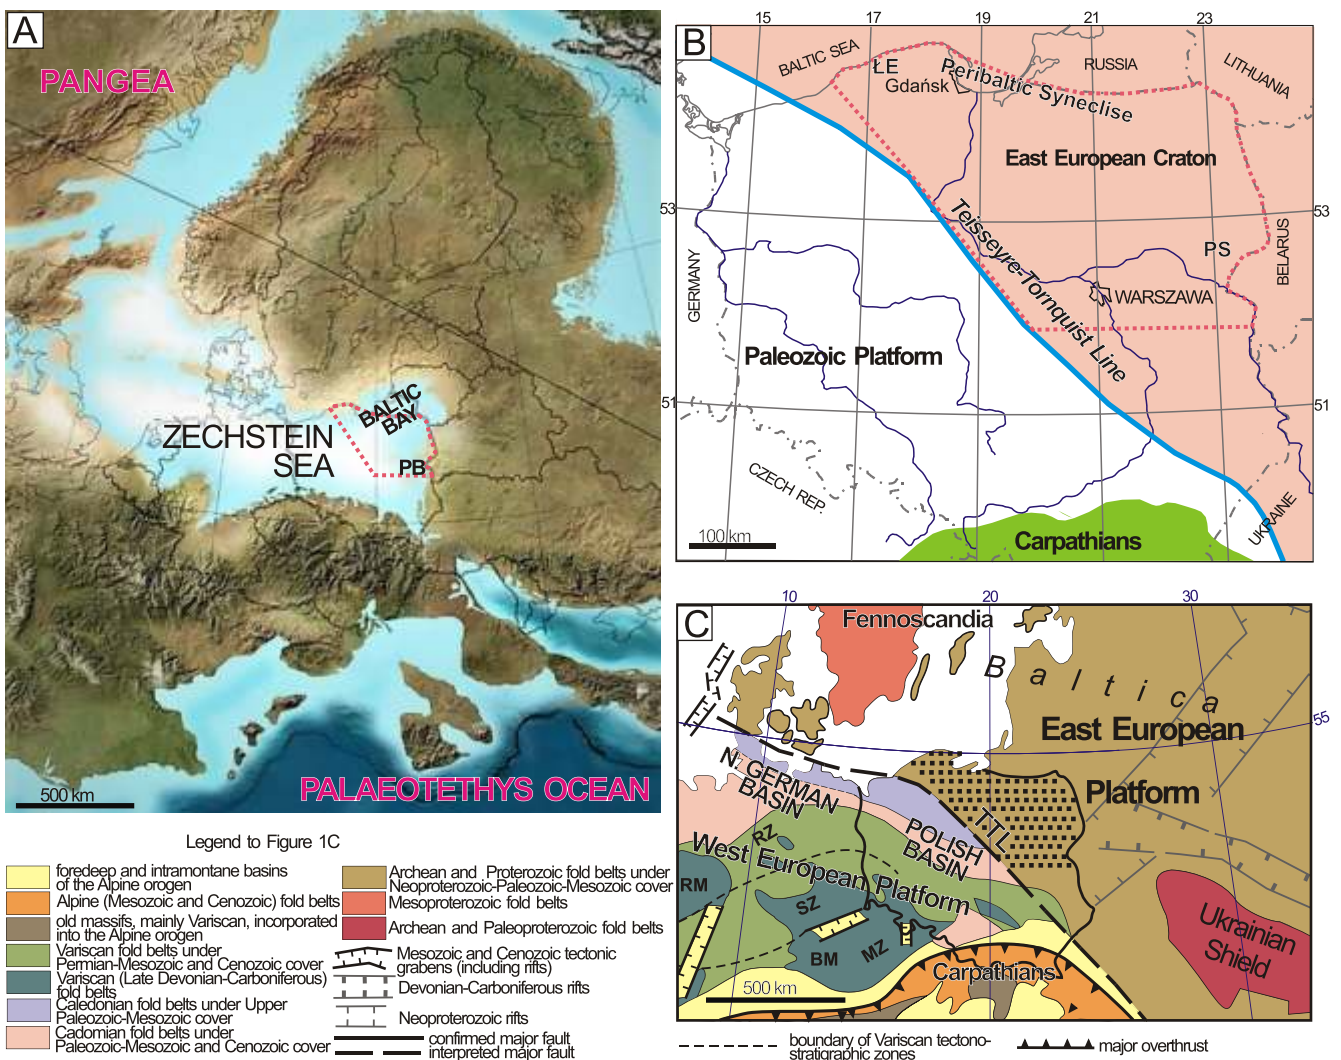 A
PANGEA
ZECHSTEIN
SEA
BALTIC
BAY
PB
PALAEOTETHYS OCEAN
500 km
B
15
17
19
21
23
BALTIC SEA
ŁE
Gdańsk
Peribaltic Syneclise
RUSSIA
LITHUANIA
East European Craton
53
53
Teisseyre-Tornquist Line
PS
BELARUS
GERMANY
WARSZAWA
Paleozoic Platform
51
51
CZECH REP.
UKRAINE
100 km
Carpathians
C
10
20
30
Fennoscandia
Baltica
55
East European
Platform
N. GERMAN
BASIN
TTL
POLISH
BASIN
RZ
West European Platform
RM
SZ
MZ
BM
Ukrainian
Shield
Carpathians
500 km
Legend to Figure 1C
foredeep and intramontane basins
of the Alpine orogen
Alpine (Mesozoic and Cenozoic) fold belts
old massifs, mainly Variscan, incorporated
into the Alpine orogen
Variscan fold belts under
Permian-Mesozoic and Cenozoic cover
Variscan (Late Devonian-Carboniferous)
fold belts
Caledonian fold belts under Upper
Paleozoic-Mesozoic cover
Cadomian fold belts under
Paleozoic-Mesozoic and Cenozoic cover
Archean and Proterozoic fold belts under
Neoproterozoic-Paleozoic-Mesozoic cover
Mesoproterozoic fold belts
Archean and Paleoproterozoic fold belts
Mesozoic and Cenozoic tectonic
grabens (including rifts)
Devonian-Carboniferous rifts
Neoproterozoic rifts
confirmed major fault
interpreted major fault
boundary of Variscan tectono-
stratigraphic zones
major overthrust